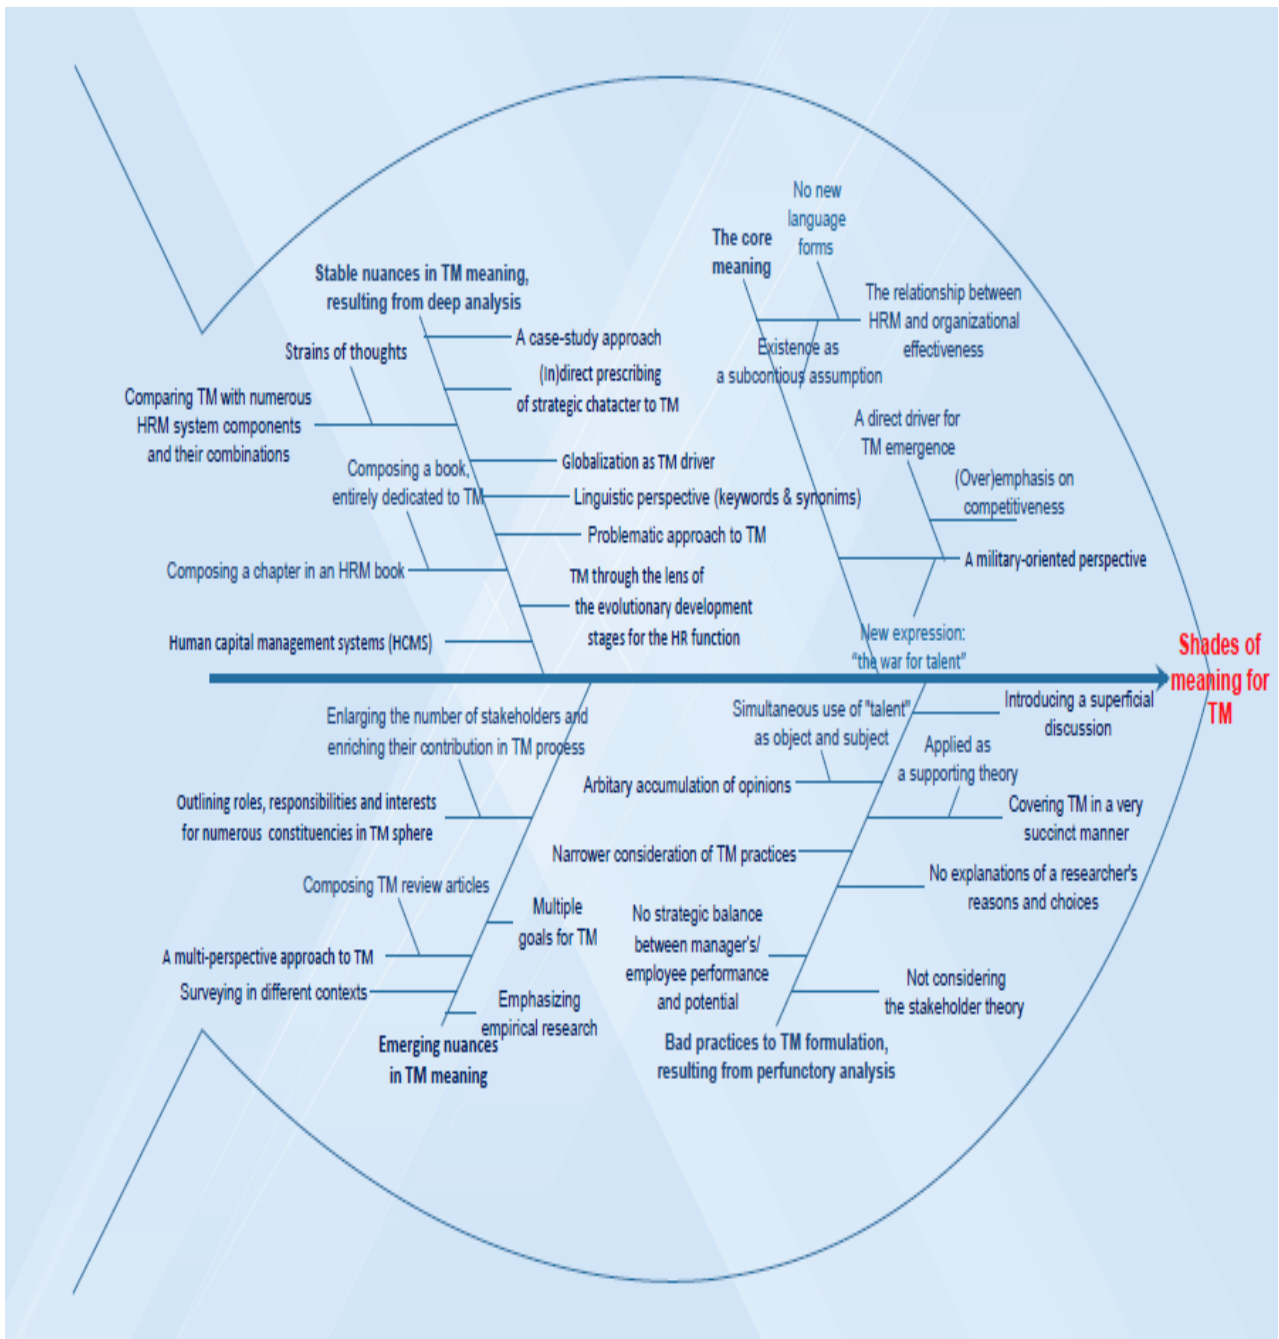 No new
language
forms
The core
meaning
Stable nuances in TM meaning,
resulting from deep analysis
The relationship between
HRM and organizational
effectiveness
A case-study approach
Strains of thoughts
Existence as
a subcontious assumption
(In)direct prescribing
of strategic chatacter to TM
Comparing TM with numerous
HRM system components
and their combinations
A direct driver for
TM emergence
Globalization as TM driver
Composing a book,
entirely dedicated to TM
(Over)emphasis on
competitiveness
Linguistic perspective (keywords & synonims)
Problematic approach to TM
A military-oriented perspective
Composing a chapter in an HRM book
TM through the lens of
the evolutionary development
stages for the HR function
Human capital management systems (HCMS)
New expression:
"the war for talent"
Shades of
meaning for
TM
Enlarging the number of stakeholders and
enriching their contribution in TM process
Simultaneous use of "talent"
as object and subject
Introducing a superficial
discussion
Applied as
a supporting theory
Arbitary accumulation of opinions
Outlining roles, responsibilities and interests
for numerous constituencies in TM sphere
Covering TM in a very
succinct manner
Narrower consideration of TM practices
No explanations of a researcher's
reasons and choices
Composing TM review articles
Multiple
goals for TM
No strategic balance
between manager's/
employee performance
and potential
A multi-perspective approach to TM
Surveying in different contexts
Not considering
the stakeholder theory
Emphasizing
empirical research
Emerging nuances
in TM meaning
Bad practices to TM formulation,
resulting from perfunctory analysis